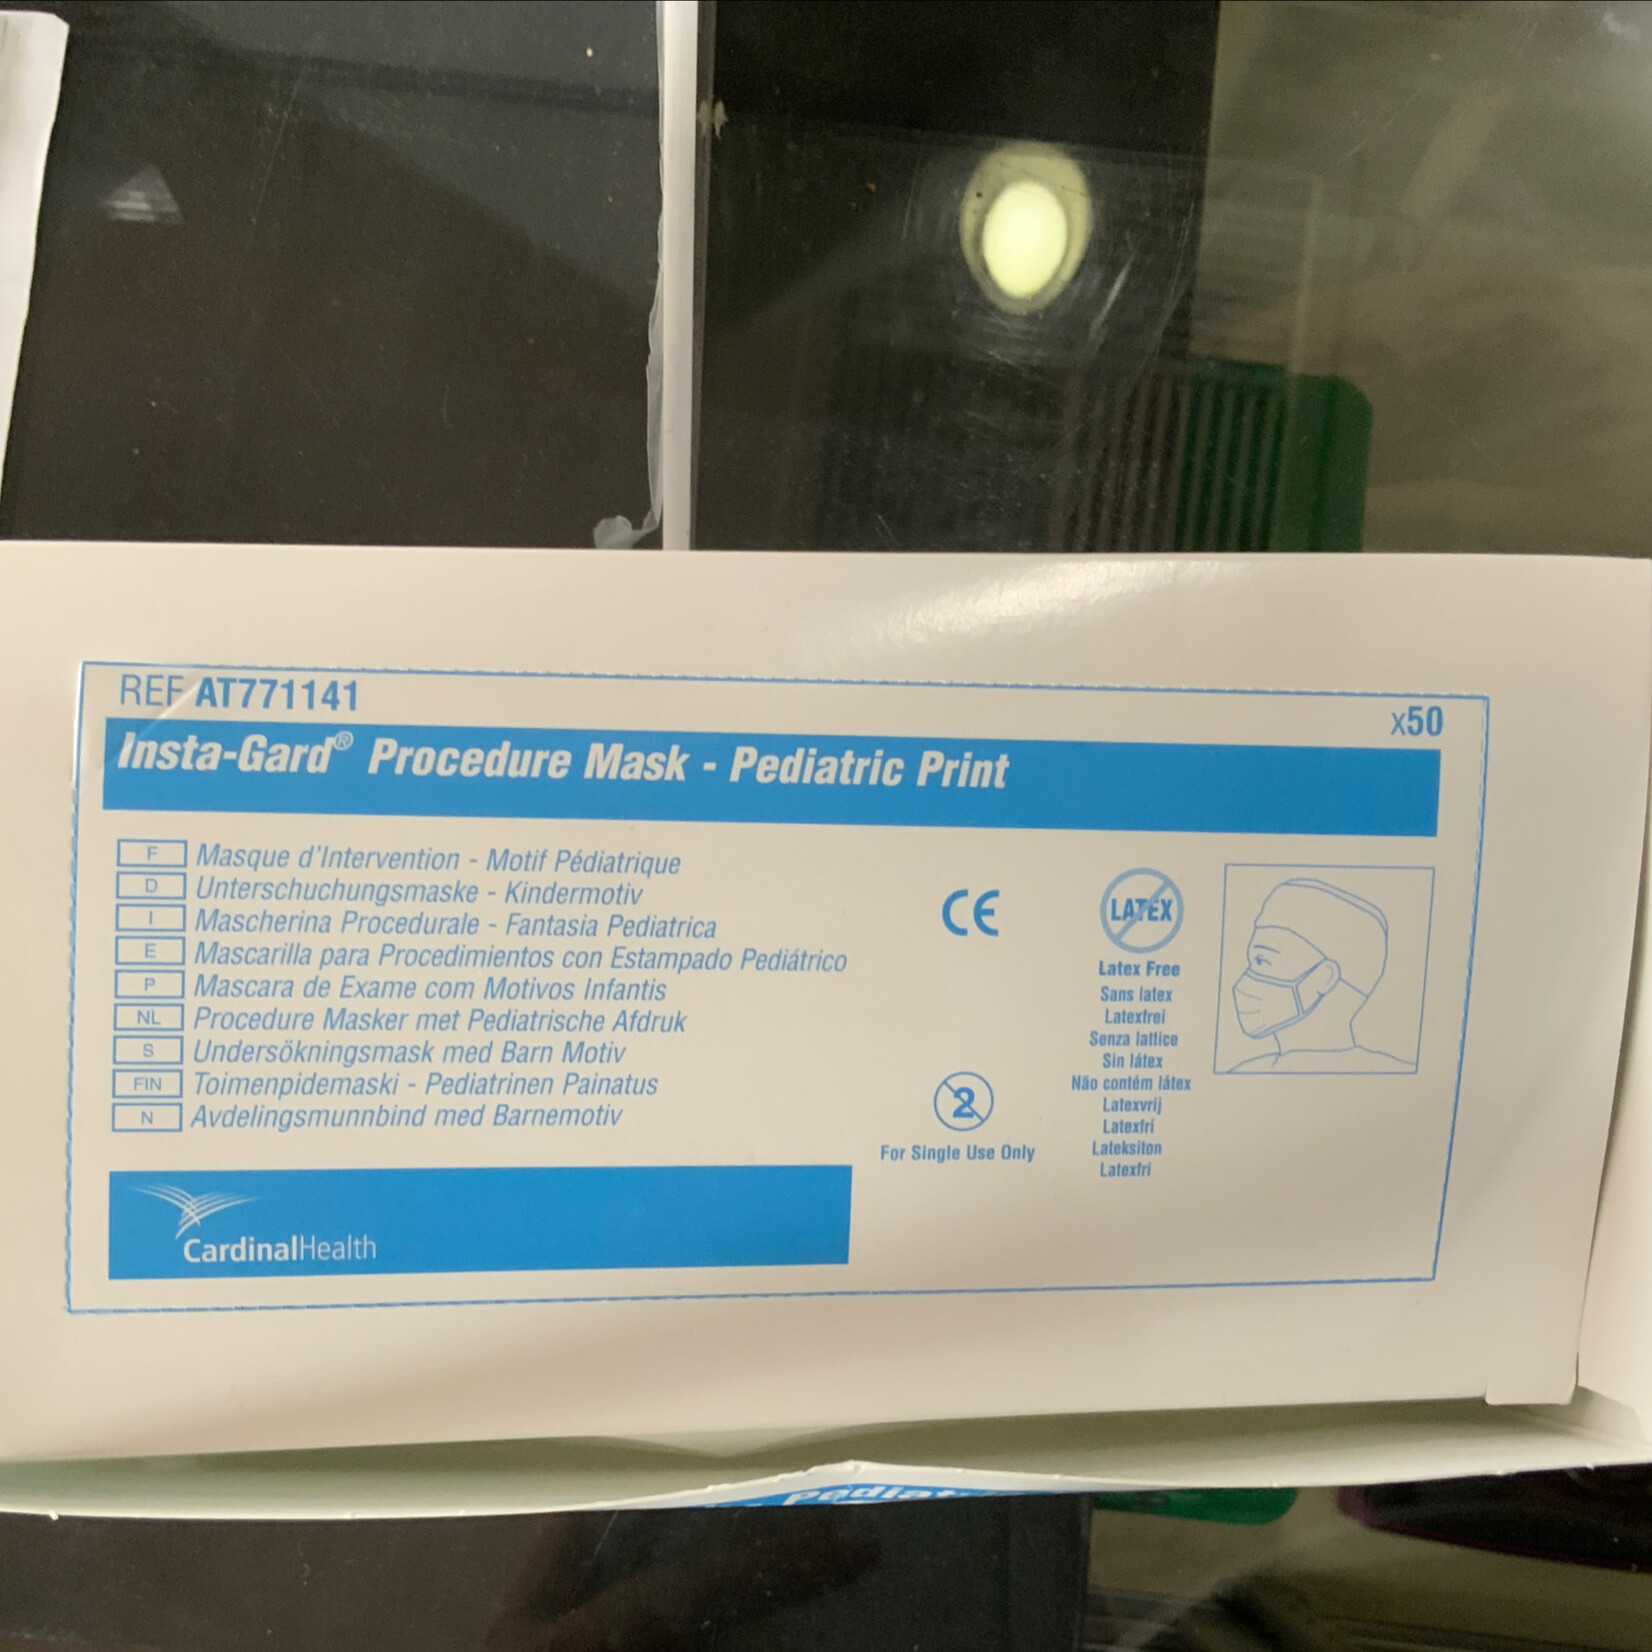 REF AT771141
x50
Insta-Gard® Procedure Mask - Pediatric Print
F Masque d'Intervention - Motif Pédiatrique
D Unterschuchungsmaske - Kindermotiv
I Mascherina Procedurale - Fantasia Pediatrica
E Mascarilla para Procedimientos con Estampado Pediátrico
P Mascara de Exame com Motivos Infantis
NL Procedure Masker met Pediatrische Afdruk
S Undersökningsmask med Barn Motiv
FIN Toimenpidemaski - Pediatrinen Painatus
N Avdelingsmunnbind med Barnemotiv
CE
2
For Single Use Only
LATEX
Latex Free
Sans latex
Latexfrei
Senza lattice
Sin látex
Não contém látex
Latexvrij
Latexfri
Lateksiton
Latexfri
CardinalHealth